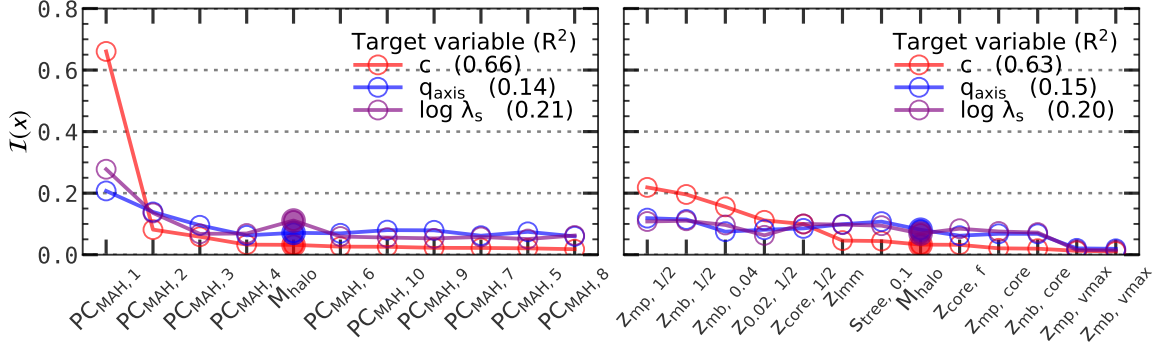 0.8
0.6
0.4
0.2
0.0
I(x)
Target variable (R²)
c (0.66)
q_axis (0.14)
log λ_s (0.21)
PC_MAH, 1
PC_MAH, 2
PC_MAH, 3
PC_MAH, 4
M_halo
PC_MAH, 6
PC_MAH, 10
PC_MAH, 9
PC_MAH, 7
PC_MAH, 5
PC_MAH, 8
Target variable (R²)
c (0.63)
q_axis (0.15)
log λ_s (0.20)
z_mp, 1/2
z_mb, 1/2
z_mb, 0.04
z_0.02, 1/2
z_core, 1/2
z_lmm
s_tree, 0.1
M_halo
z_core, f
z_mp, core
z_mb, core
z_mp, vmax
z_mb, vmax